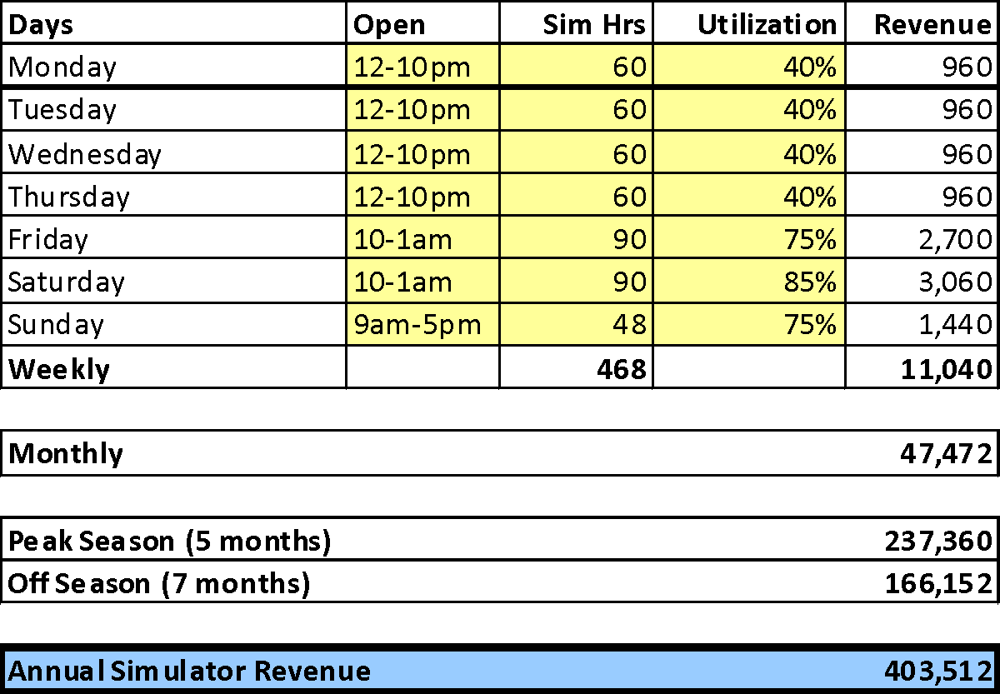 Days Open Sim Hrs Utilization Revenue
Monday 12-10pm 60 40% 960
Tuesday 12-10pm 60 40% 960
Wednesday 12-10pm 60 40% 960
Thursday 12-10pm 60 40% 960
Friday 10-1am 90 75% 2,700
Saturday 10-1am 90 85% 3,060
Sunday 9am-5pm 48 75% 1,440
Weekly 468 11,040
Monthly 47,472
Peak Season (5 months) 237,360
Off Season (7 months) 166,152
Annual Simulator Revenue 403,512